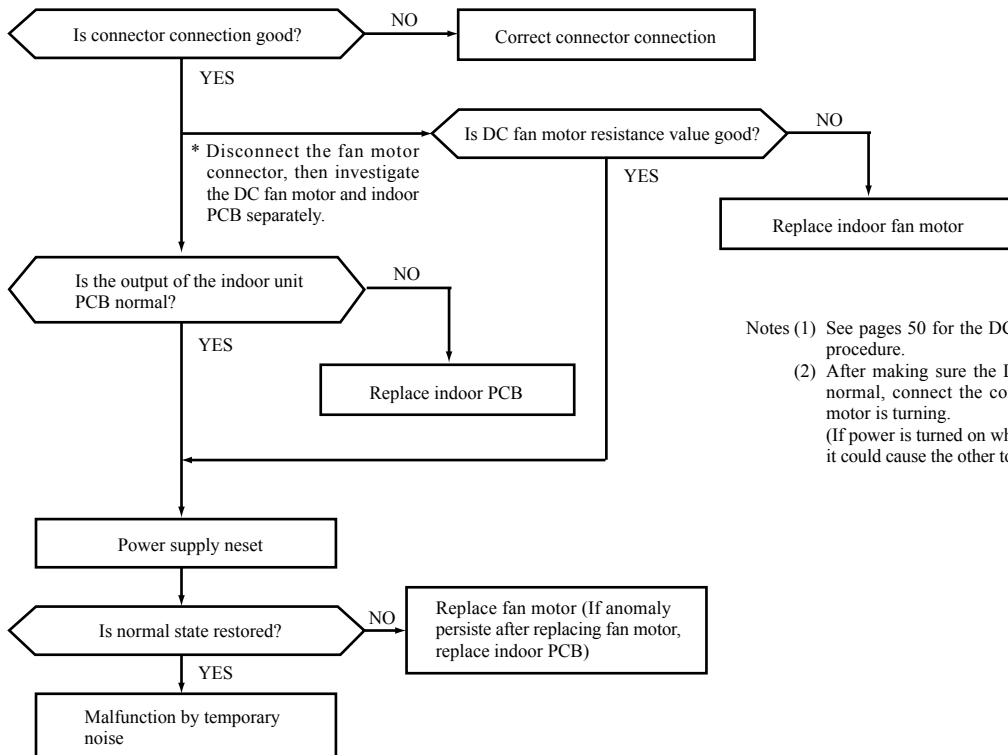 Is connector connection good?
NO
Correct connector connection
YES
Is DC fan motor resistance value good?
NO
* Disconnect the fan motor
connector, then investigate
the DC fan motor and indoor
PCB separately.
YES
Replace indoor fan motor
Is the output of the indoor unit
PCB normal?
NO
YES
Replace indoor PCB
Notes (1) See pages 50 for the DC
procedure.
(2) After making sure the
normal, connect the
motor is turning.
(If power is turned on
it could cause the other
Power supply neset
Is normal state restored?
NO
Replace fan motor (If anomaly
persiste after replacing fan motor,
replace indoor PCB)
YES
Malfunction by temporary
noise